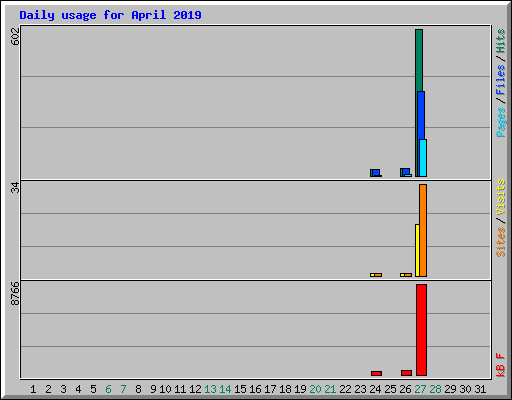 Daily usage for April 2019
602
34
8766
Pages/Files/Hits
Sites/Visits
kB F
1 2 3 4 5 6 7 8 9 10 11 12 13 14 15 16 17 18 19 20 21 22 23 24 25 26 27 28 29 30 31